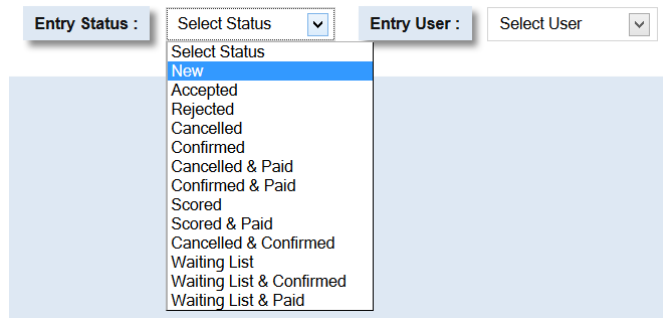 Entry Status : Select Status Entry User : Select User
Select Status
New
Accepted
Rejected
Cancelled
Confirmed
Cancelled & Paid
Confirmed & Paid
Scored
Scored & Paid
Cancelled & Confirmed
Waiting List
Waiting List & Confirmed
Waiting List & Paid